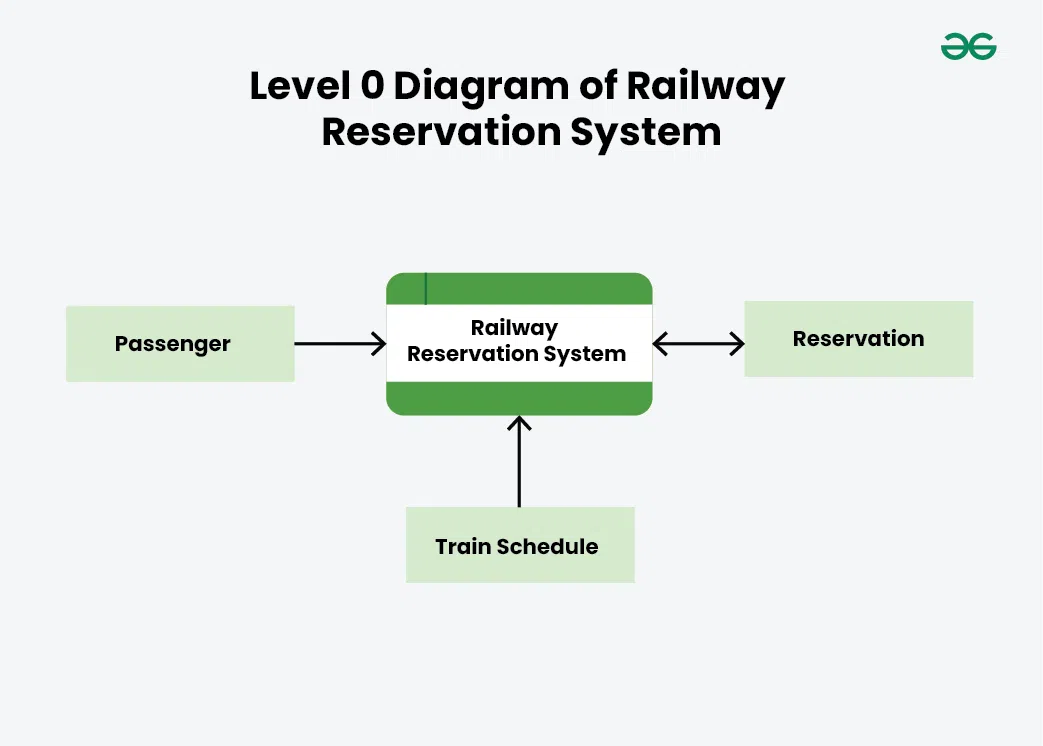 Level 0 Diagram of Railway
Reservation System
Passenger
Railway
Reservation System
Reservation
Train Schedule